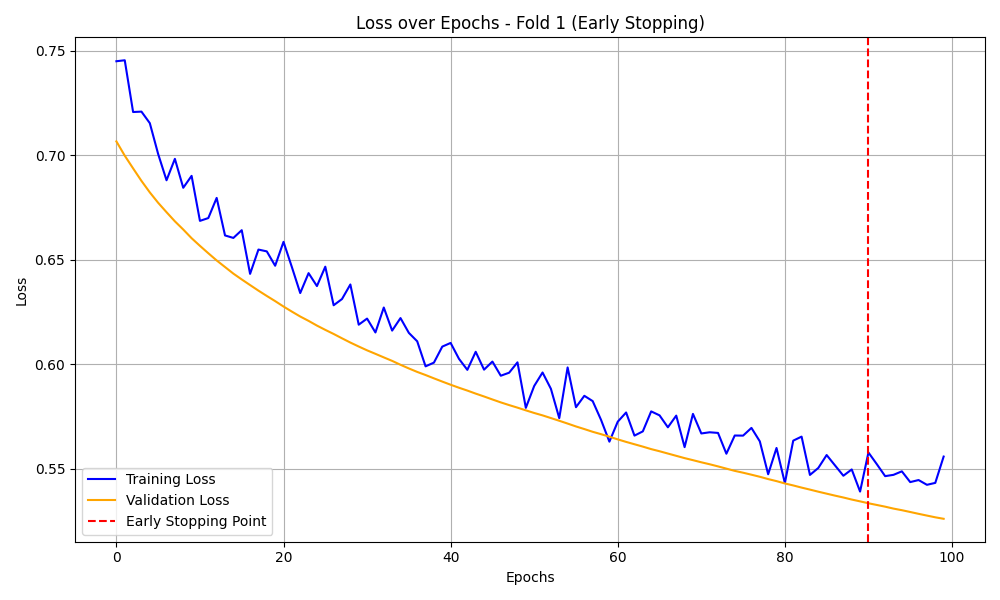 Loss over Epochs - Fold 1 (Early Stopping)
0.75
0.70
0.65
0.60
0.55
Loss
Training Loss
Validation Loss
Early Stopping Point
0 20 40 60 80 100
Epochs